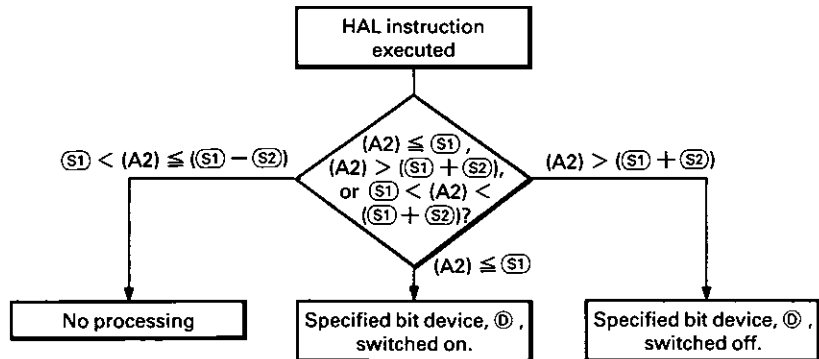 HAL instruction
executed
(A2) ≦ (S1) ,
(A2) > ((S1) + (S2)),
or (S1) < (A2) <
((S1) + (S2))?
(S1) < (A2) ≦ ((S1) − (S2))
(A2) > ((S1) + (S2))
(A2) ≦ (S1)
No processing
Specified bit device, Ⓓ ,
switched on.
Specified bit device, Ⓓ ,
switched off.